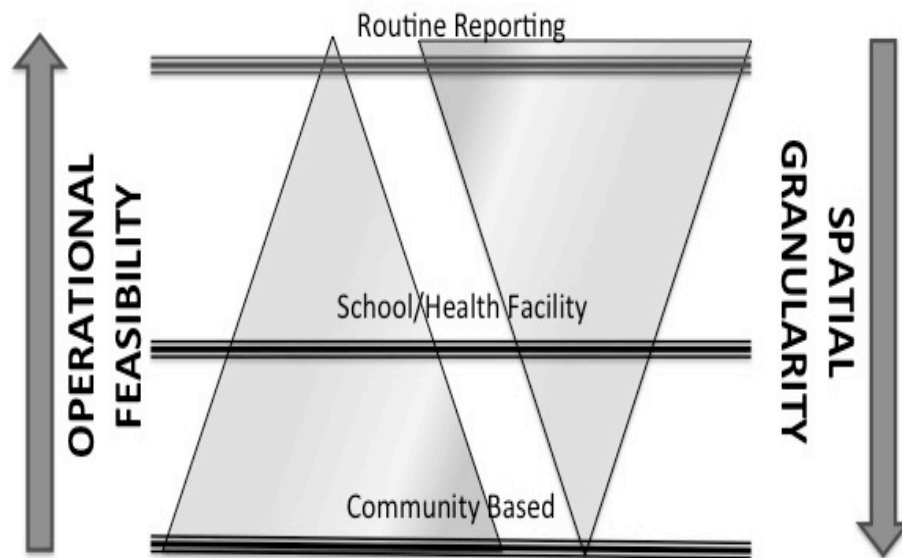 Routine Reporting
OPERATIONAL
FEASIBILITY
School/Health Facility
SPATIAL
GRANULARITY
Community Based